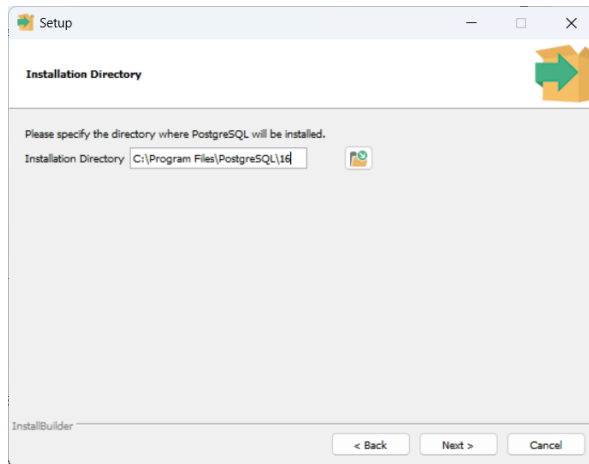 Setup
Installation Directory
Please specify the directory where PostgreSQL will be installed.
Installation Directory C:\Program Files\PostgreSQL\16
InstallBuilder
< Back Next > Cancel